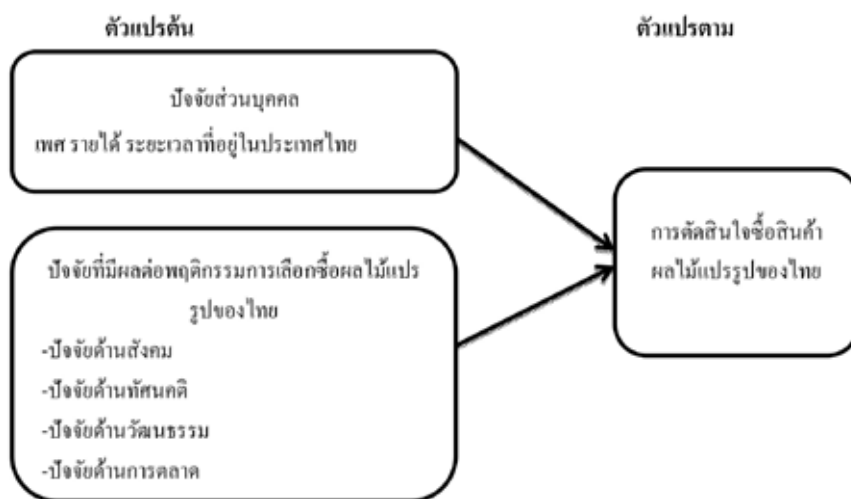 ตัวแปรต้น
ปัจจัยส่วนบุคคล
เพศ รายได้ ระยะเวลาที่อยู่ในประเทศไทย
ปัจจัยที่มีผลต่อพฤติกรรมการเลือกซื้อผลไม้แปร
รูปของไทย
-ปัจจัยด้านสังคม
-ปัจจัยด้านทัศนคติ
-ปัจจัยด้านวัฒนธรรม
-ปัจจัยด้านการตลาด
ตัวแปรตาม
การตัดสินใจซื้อสินค้า
ผลไม้แปรรูปของไทย